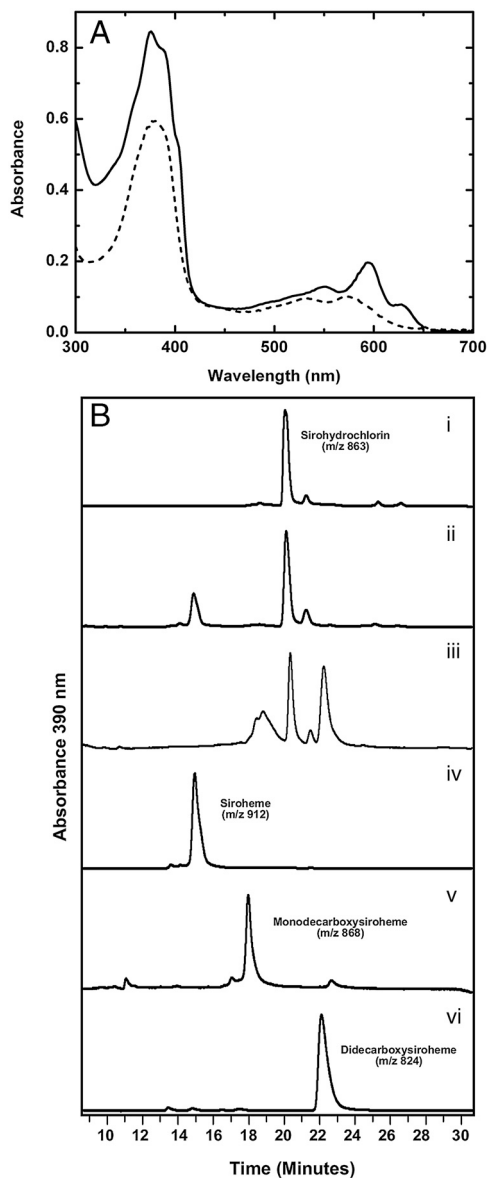 A
0.8
0.6
0.4
0.2
0.0
Absorbance
300 400 500 600 700
Wavelength (nm)
B
i
Sirohydrochlorin
(m/z 863)
ii
iii
iv
Siroheme
(m/z 912)
v
Monodecarboxysiroheme
(m/z 868)
vi
Didecarboxysiroheme
(m/z 824)
Absorbance 390 nm
10 12 14 16 18 20 22 24 26 28 30
Time (Minutes)